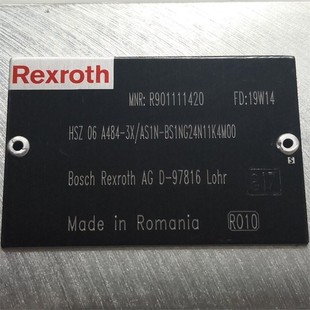 Rexroth
MNR: R901111420 FD: 19W14
HSZ 06 A484-3X/AS1N-BS1NG24N11K4M00
Bosch Rexroth AG D-97816 Lohr
Made in Romania R010